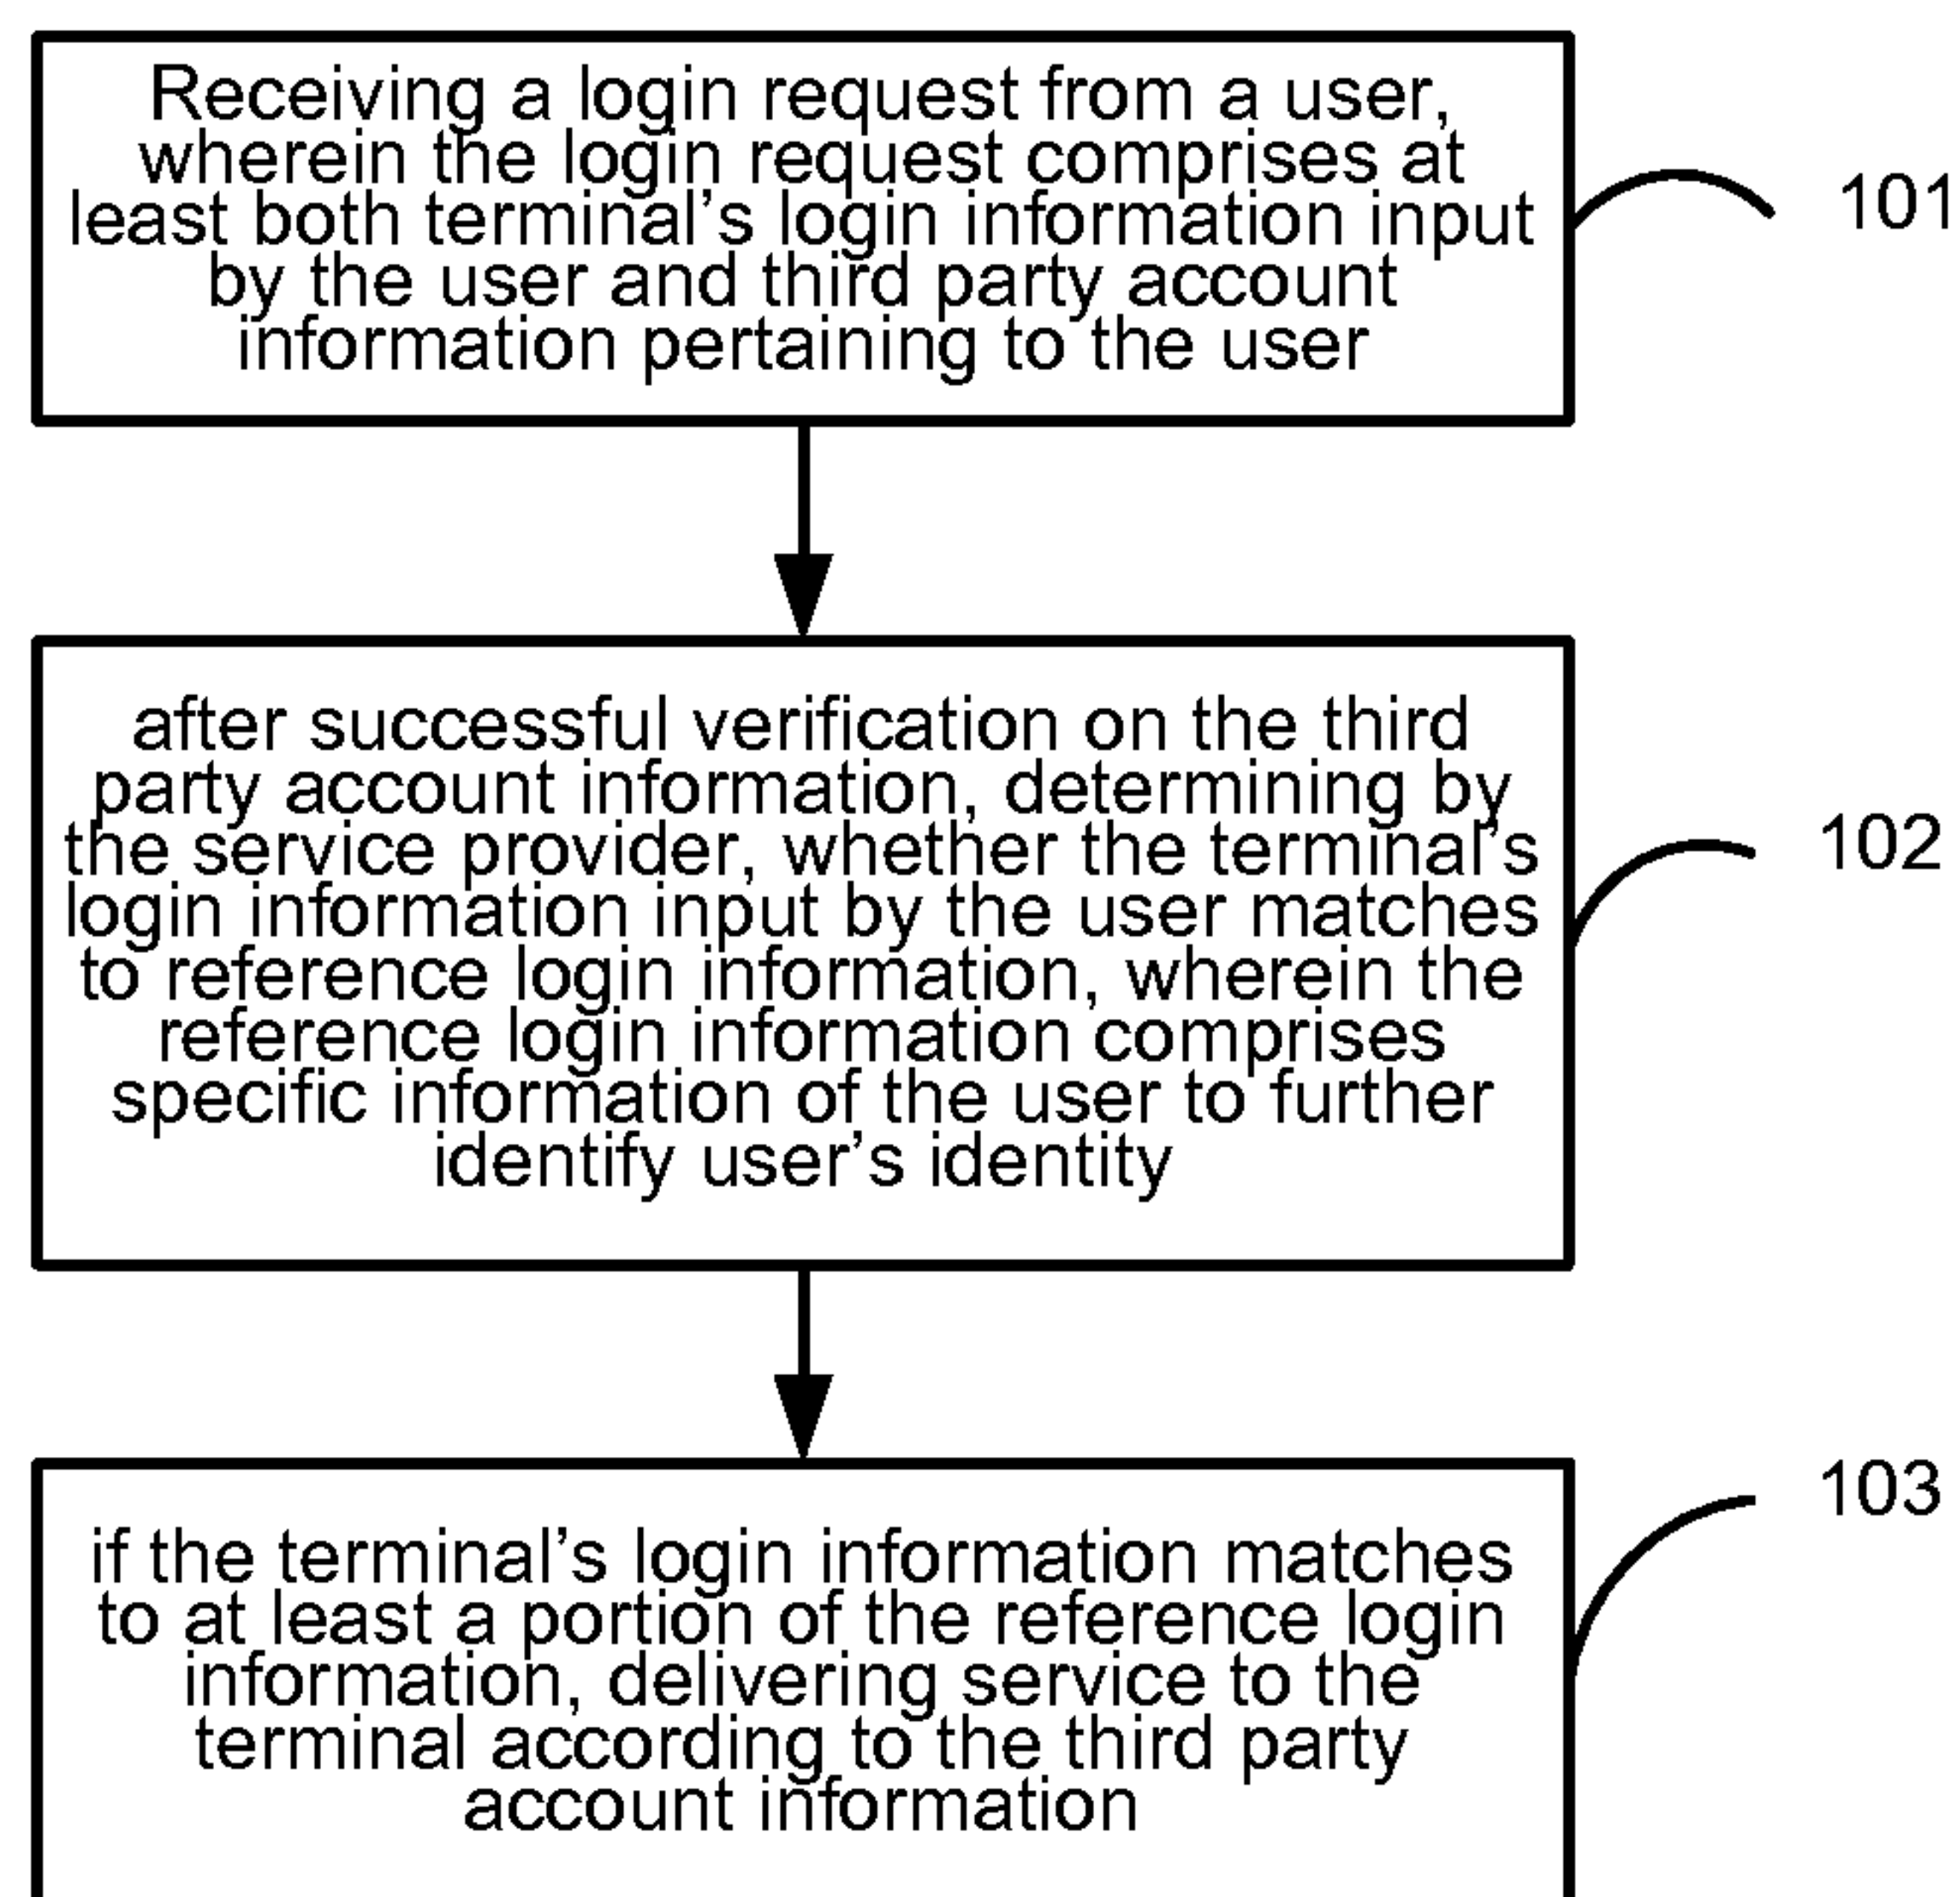 Receiving a login request from a user,
wherein the login request comprises at
least both terminal’s login information input
by the user and third party account
information pertaining to the user
101
after successful verification on the third
party account information, determining by
the service provider, whether the terminal’s
login information input by the user matches
to reference login information, wherein the
reference login information comprises
specific information of the user to further
identify user’s identity
102
103
if the terminal’s login information matches
to at least a portion of the reference login
information, delivering service to the
terminal according to the third party
account information